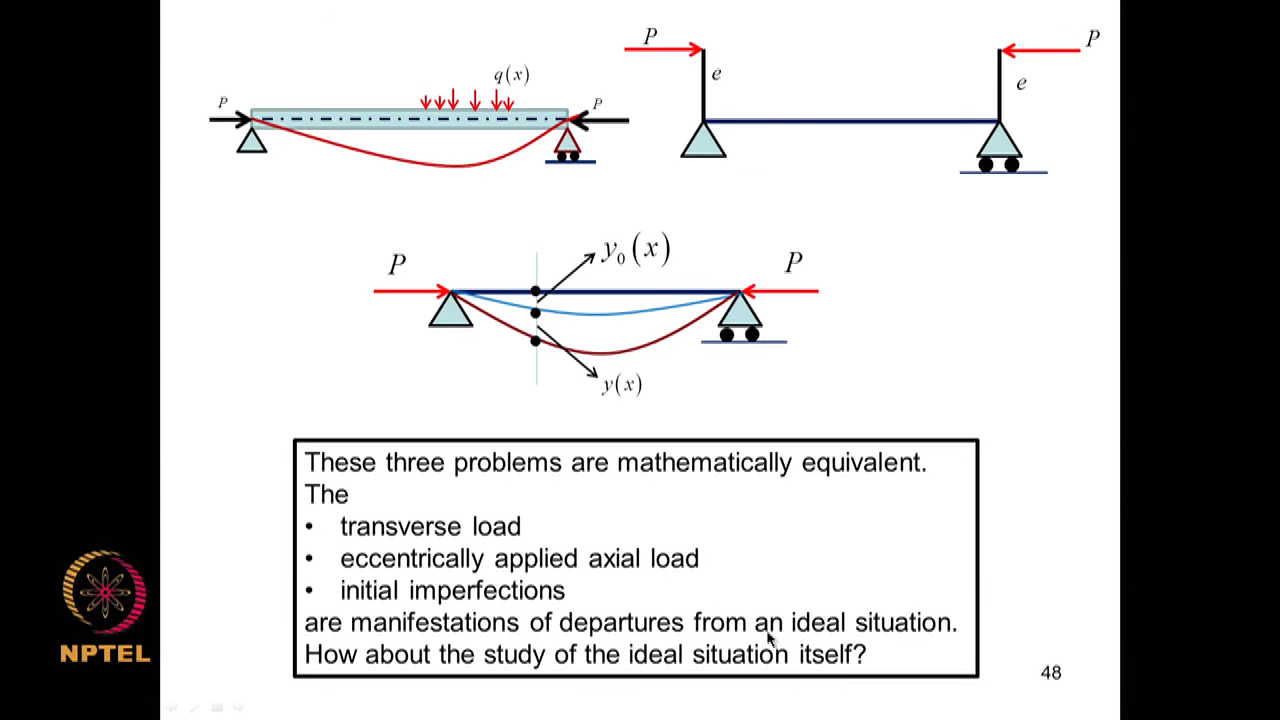 P
P
q(x)
P
P
e
e
y₀(x)
P
P
y(x)
These three problems are mathematically equivalent.
The
• transverse load
• eccentrically applied axial load
• initial imperfections
are manifestations of departures from an ideal situation.
How about the study of the ideal situation itself?
48
NPTEL